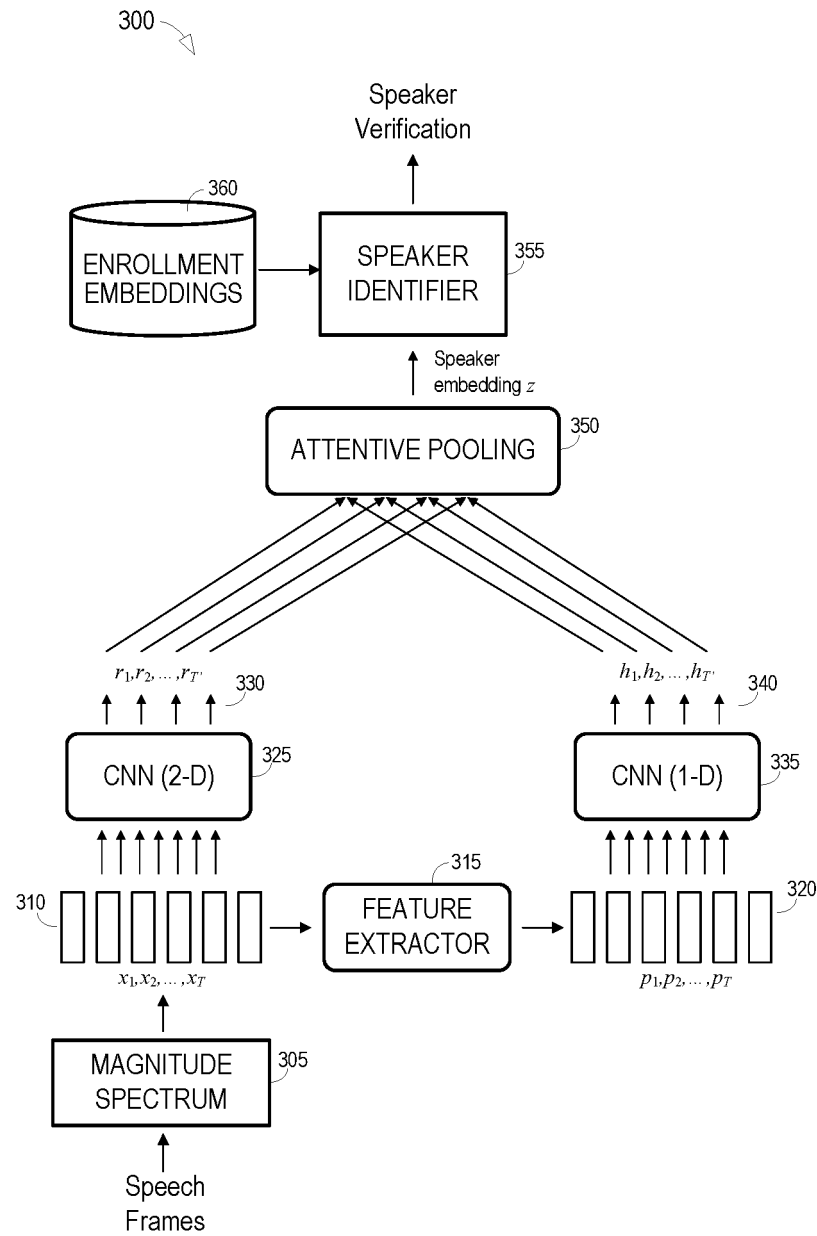 300
Speaker
Verification
360
ENROLLMENT
EMBEDDINGS
SPEAKER
IDENTIFIER
355
Speaker
embedding z
ATTENTIVE POOLING
350
r1,r2,...,rT'
330
h1,h2,...,hT'
340
CNN (2-D)
325
CNN (1-D)
335
310
315
FEATURE
EXTRACTOR
320
x1,x2,...,xT
p1,p2,...,pT
MAGNITUDE
SPECTRUM
305
Speech
Frames